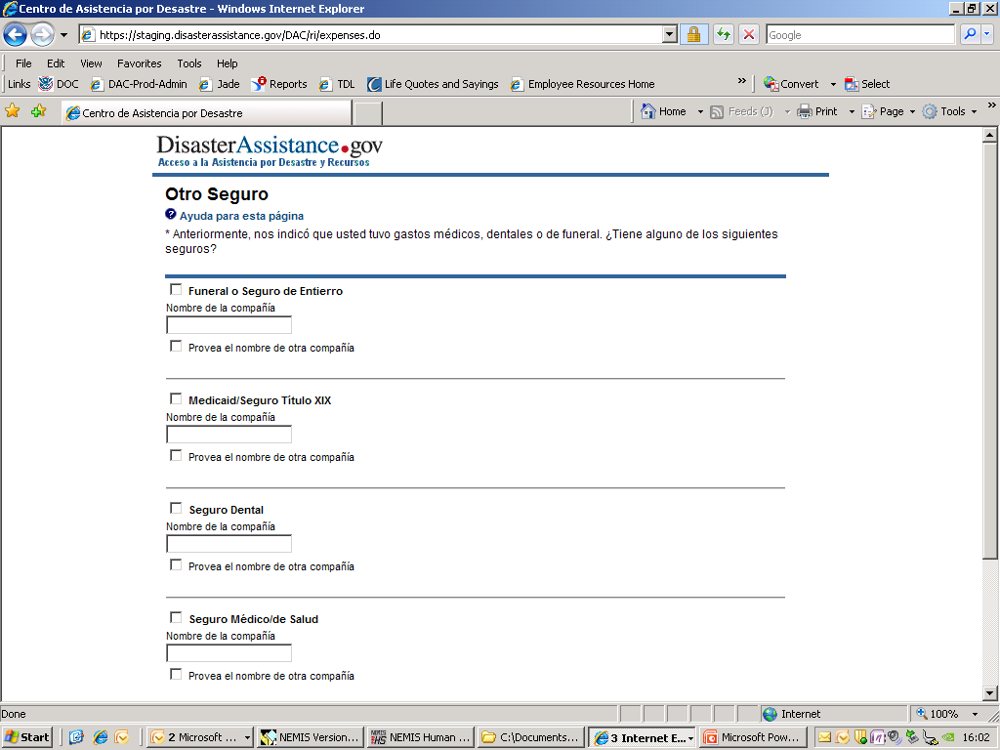 Centro de Asistencia por Desastre - Windows Internet Explorer
https://staging.disasterassistance.gov/DAC/ri/expenses.do
Google
File Edit View Favorites Tools Help
Links DOC DAC-Prod-Admin Jade Reports TDL Life Quotes and Sayings Employee Resources Home » Convert Select
Centro de Asistencia por Desastre
Home Feeds (J) Print Page Tools »
DisasterAssistance.gov
Acceso a la Asistencia por Desastre y Recursos
Otro Seguro
? Ayuda para esta página
* Anteriormente, nos indicó que usted tuvo gastos médicos, dentales o de funeral. ¿Tiene alguno de los siguientes
seguros?
Funeral o Seguro de Entierro
Nombre de la compañía
Provea el nombre de otra compañía
Medicaid/Seguro Título XIX
Nombre de la compañía
Provea el nombre de otra compañía
Seguro Dental
Nombre de la compañía
Provea el nombre de otra compañía
Seguro Médico/de Salud
Nombre de la compañía
Provea el nombre de otra compañía
Done Internet 100%
Start 2 Microsoft ... NEMIS Version... NEMIS Human ... C:\Documents... 3 Internet E... Microsoft Pow... 16:02